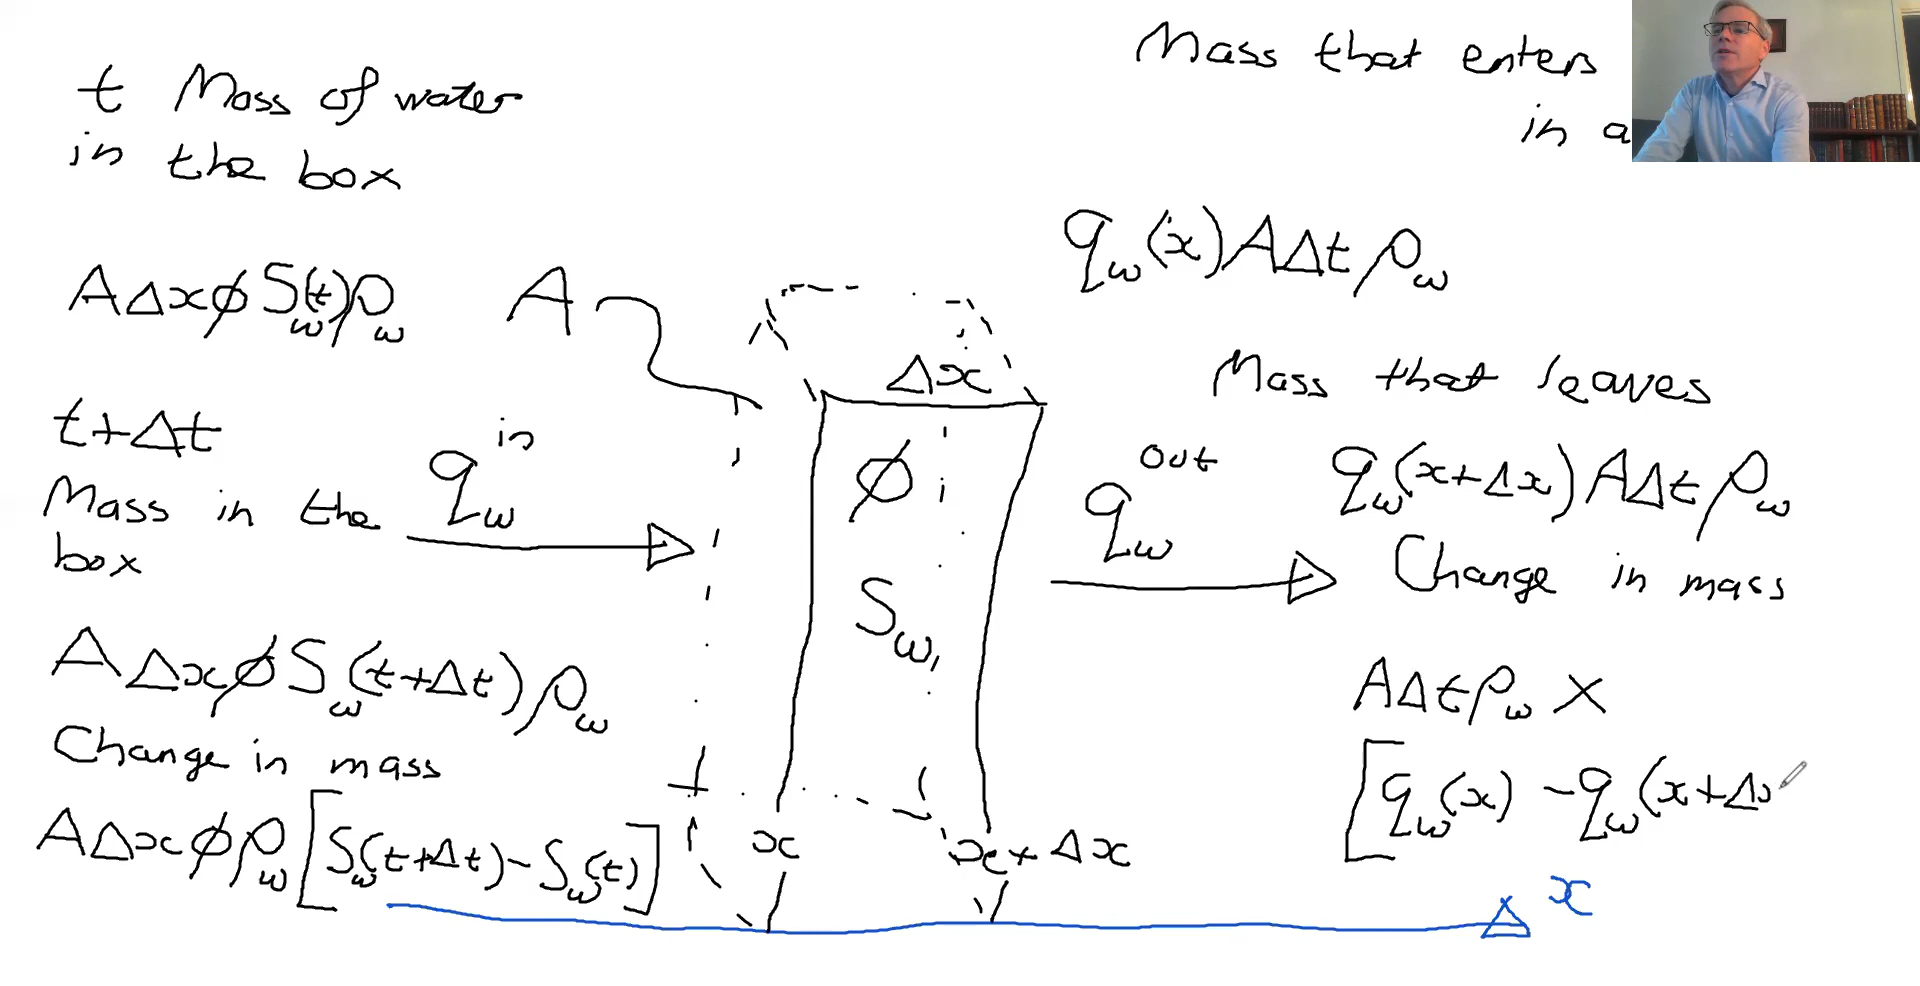 t Mass of water
in the box
AΔxϕS_w(t)ρ_w
t+Δt
Mass in the
box
AΔxϕS_w(t+Δt)ρ_w
Change in mass
AΔxϕρ_w[S_w(t+Δt)-S_w(t)]
A
q_w^in
Δx
ϕ
S_w
x
x+Δx
q_w^out
Mass that enters
in a
q_w(x)AΔtρ_w
Mass that leaves
q_w(x+Δx)AΔtρ_w
Change in mass
AΔtρ_w X
[q_w(x) -q_w(x+Δx
x